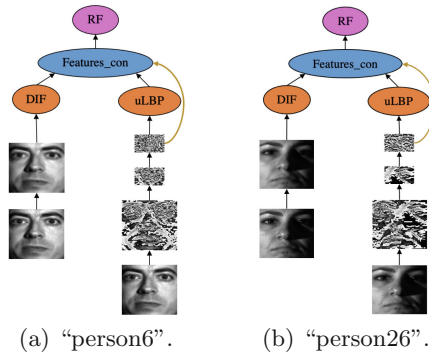 RF
RF
Features_con
Features_con
DIF
uLBP
DIF
uLBP
(a) “person6”.
(b) “person26”.